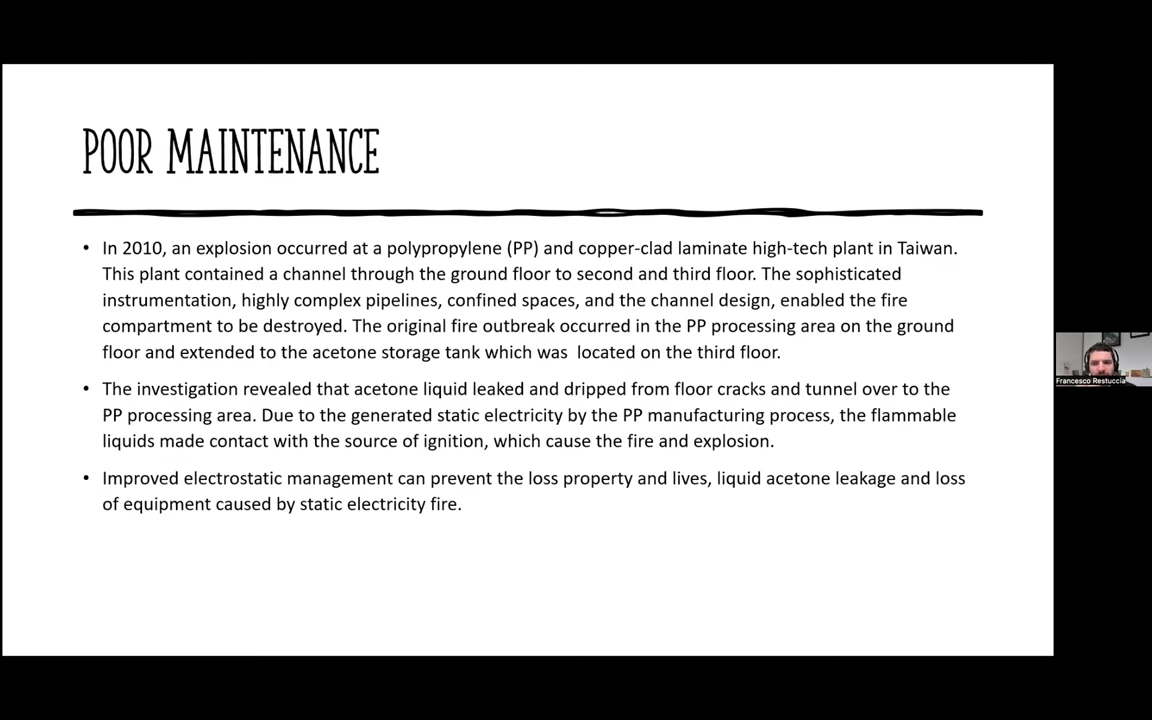 POOR MAINTENANCE
• In 2010, an explosion occurred at a polypropylene (PP) and copper-clad laminate high-tech plant in Taiwan.
This plant contained a channel through the ground floor to second and third floor. The sophisticated
instrumentation, highly complex pipelines, confined spaces, and the channel design, enabled the fire
compartment to be destroyed. The original fire outbreak occurred in the PP processing area on the ground
floor and extended to the acetone storage tank which was  located on the third floor.
• The investigation revealed that acetone liquid leaked and dripped from floor cracks and tunnel over to the
PP processing area. Due to the generated static electricity by the PP manufacturing process, the flammable
liquids made contact with the source of ignition, which cause the fire and explosion.
• Improved electrostatic management can prevent the loss property and lives, liquid acetone leakage and loss
of equipment caused by static electricity fire.
Francesco Restuccia